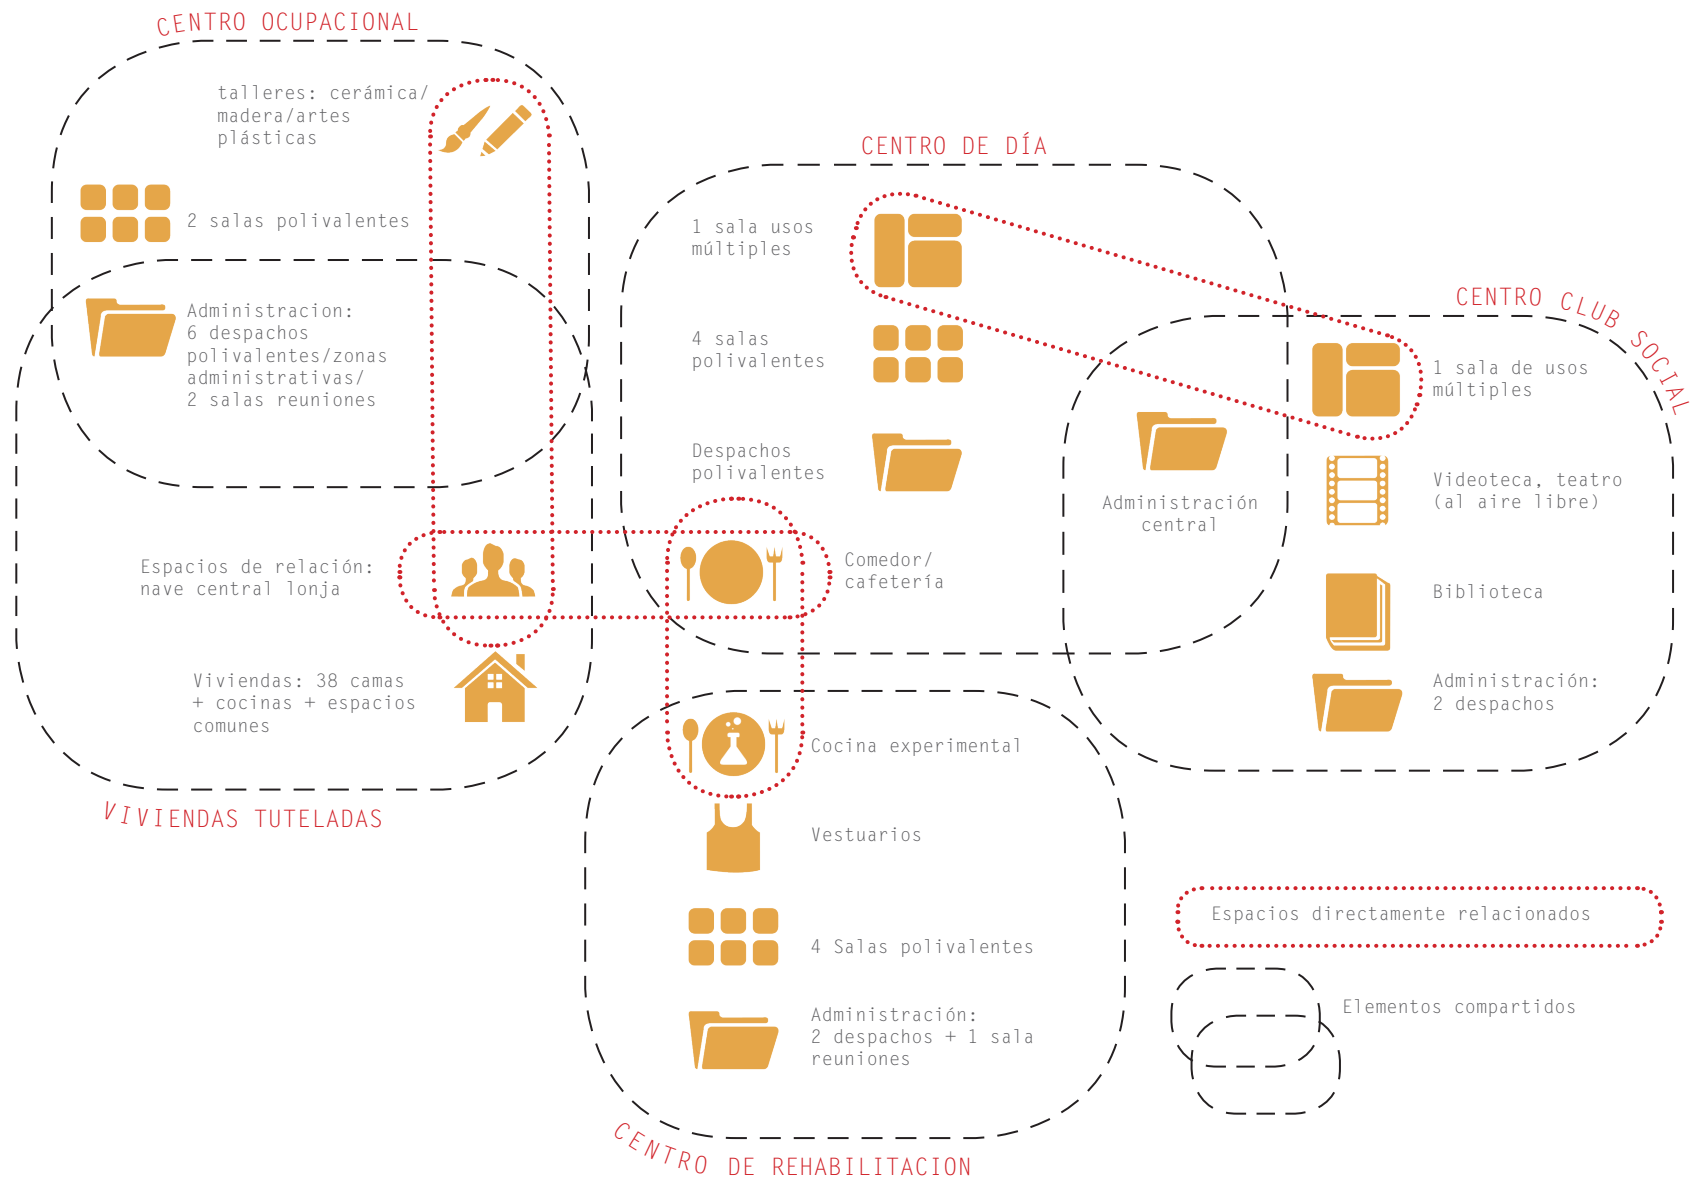 CENTRO OCUPACIONAL
talleres: cerámica/
madera/artes
plásticas
2 salas polivalentes
Administracion:
6 despachos
polivalentes/zonas
administrativas/
2 salas reuniones
Espacios de relación:
nave central lonja
Viviendas: 38 camas
+ cocinas + espacios
comunes
VIVIENDAS TUTELADAS
CENTRO DE DÍA
1 sala usos
múltiples
4 salas
polivalentes
Despachos
polivalentes
Comedor/
cafetería
Administración
central
CENTRO CLUB SOCIAL
1 sala de usos
múltiples
Videoteca, teatro
(al aire libre)
Biblioteca
Administración:
2 despachos
Cocina experimental
Vestuarios
4 Salas polivalentes
Administración:
2 despachos + 1 sala
reuniones
CENTRO DE REHABILITACION
Espacios directamente relacionados
Elementos compartidos